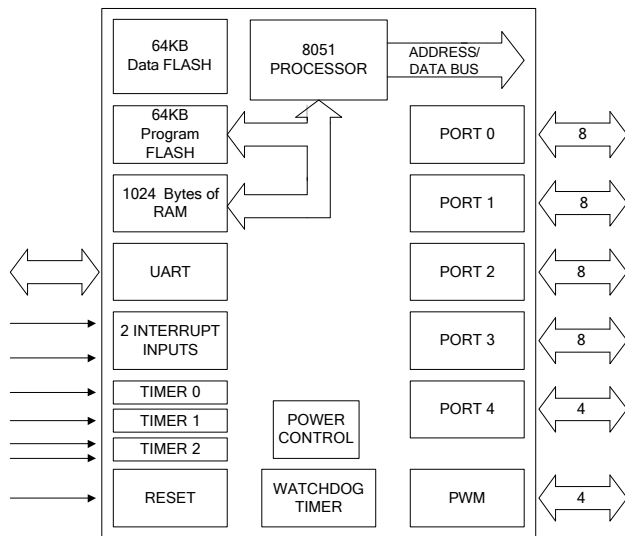 64KB
Data FLASH
8051
PROCESSOR
ADDRESS/
DATA BUS
64KB
Program
FLASH
PORT 0
8
1024 Bytes of
RAM
PORT 1
8
UART
PORT 2
8
2 INTERRUPT
INPUTS
PORT 3
8
TIMER 0
TIMER 1
TIMER 2
POWER
CONTROL
PORT 4
4
RESET
WATCHDOG
TIMER
PWM
4